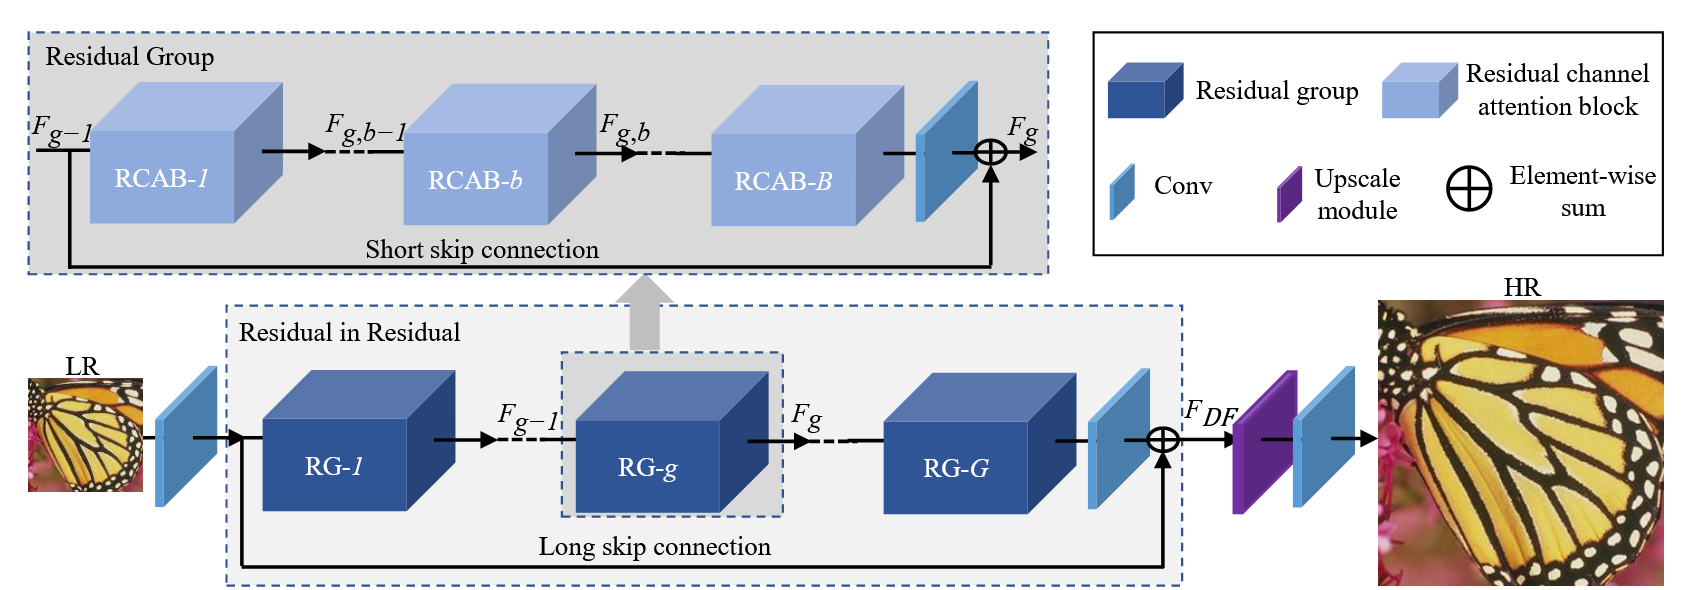 Residual Group
F_{g-1}
RCAB-1
F_{g,b-1}
RCAB-b
F_{g,b}
RCAB-B
F_g
Short skip connection
Residual group
Residual channel
attention block
Conv
Upscale
module
Element-wise
sum
Residual in Residual
LR
RG-1
F_{g-1}
RG-g
F_g
RG-G
F_{DF}
HR
Long skip connection